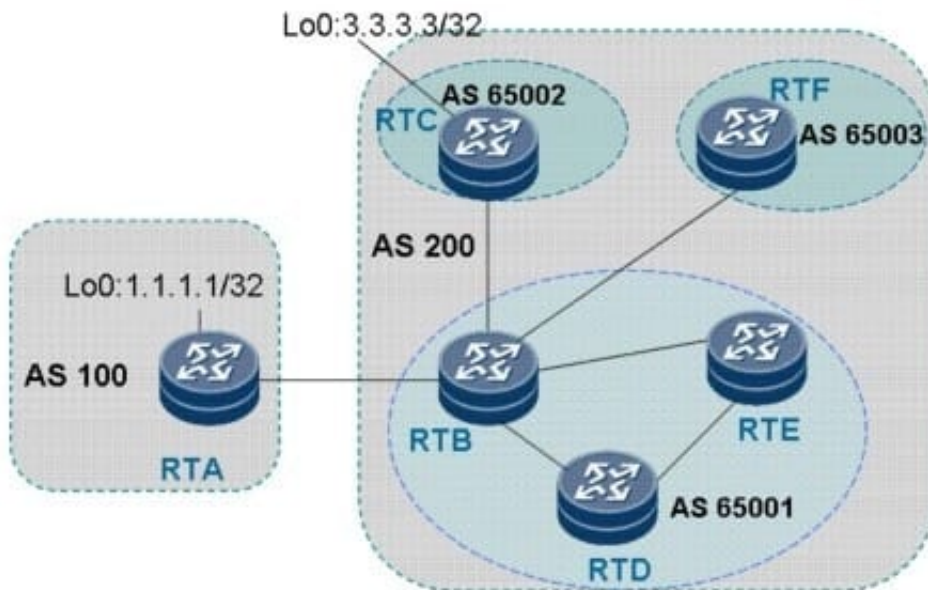 Lo0:3.3.3.3/32
AS 65002
RTC
RTF
AS 65003
AS 200
Lo0:1.1.1.1/32
AS 100
RTA
RTB
RTE
AS 65001
RTD